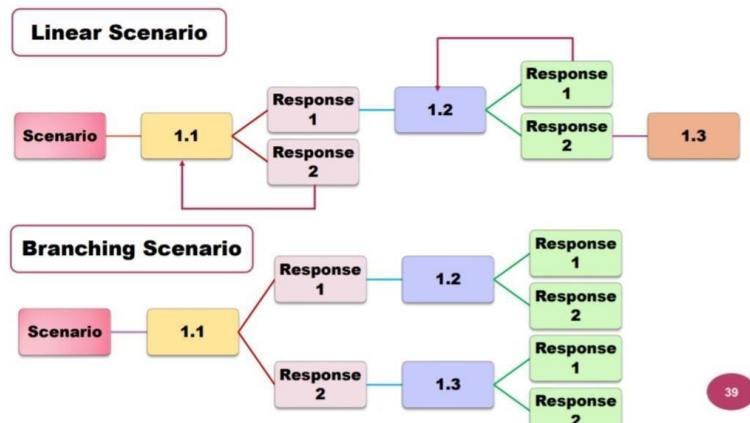 Linear Scenario
Scenario
1.1
Response
1
Response
2
1.2
Response
1
Response
2
1.3
Branching Scenario
Scenario
1.1
Response
1
1.2
Response
1
Response
2
Response
2
1.3
Response
1
Response
2
39